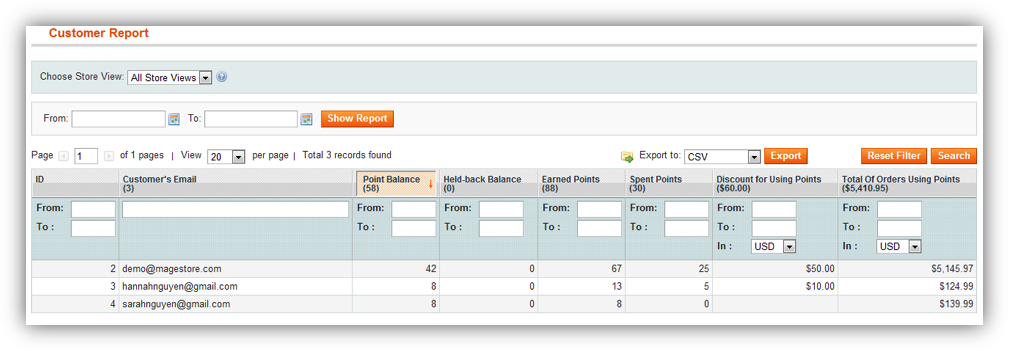 Customer Report
Choose Store View: All Store Views
From: To: Show Report
Page 1 of 1 pages | View 20 per page | Total 3 records found Export to: CSV Export Reset Filter Search
ID Customer's Email Point Balance Held-back Balance Earned Points Spent Points Discount for Using Points Total Of Orders Using Points
(3) (58) (0) (88) (30) ($60.00) ($5,410.95)
From: From: From: From: From: From: From:
To : To : To : To : To : To : To :
In : USD In : USD
2 demo@magestore.com 42 0 67 25 $50.00 $5,145.97
3 hannahnguyen@gmail.com 8 0 13 5 $10.00 $124.99
4 sarahnguyen@gmail.com 8 0 8 0 $139.99